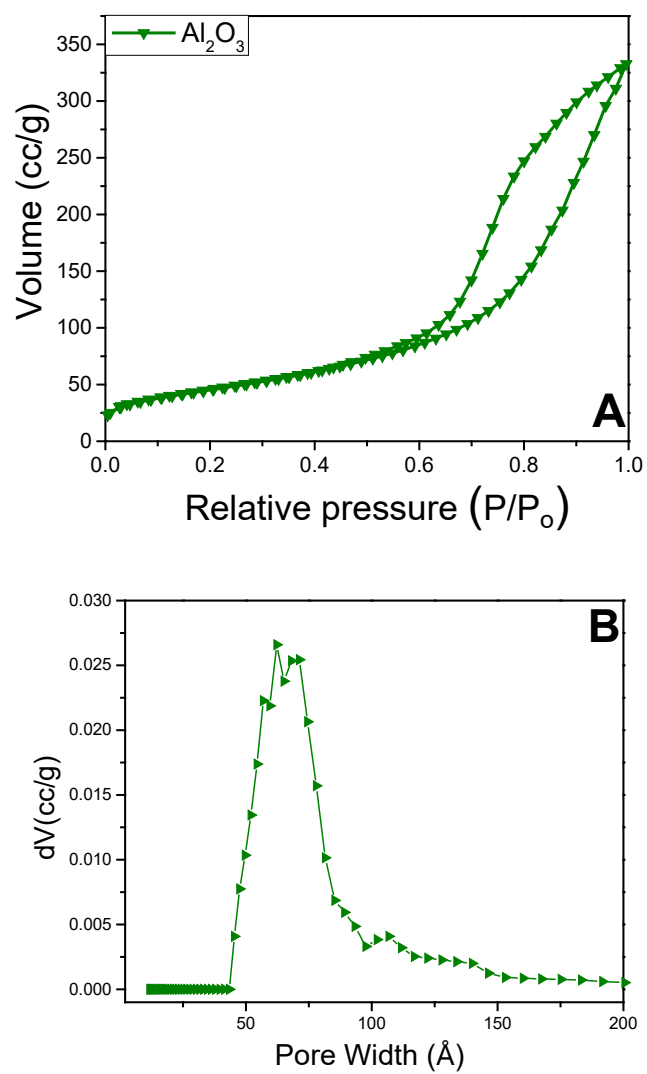 Al₂O₃
A
Volume (cc/g)
350
300
250
200
150
100
50
0
0.0 0.2 0.4 0.6 0.8 1.0
Relative pressure (P/Pₒ)
B
dV(cc/g)
0.030
0.025
0.020
0.015
0.010
0.005
0.000
50 100 150 200
Pore Width (Å)